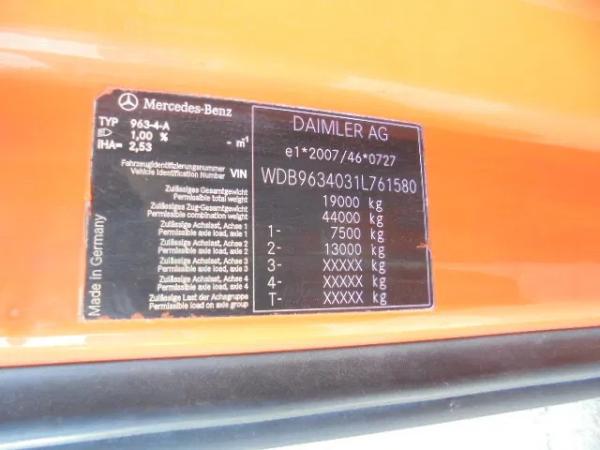 Mercedes-Benz
TYP 963-4-A
1,00 % - m¹
IHA= 2,53
DAIMLER AG
e1*2007/46*0727
Fahrzeugidentifizierungsnummer
Vehicle Identification Number VIN
WDB9634031L761580
Zulässiges Gesamtgewicht
Permissible total weight
19000 kg
Zulässiges Zug-Gesamtgewicht
Permissible combination weight
44000 kg
Zulässige Achslast, Achse 1
Permissible axle load, axle 1
1- 7500 kg
Zulässige Achslast, Achse 2
Permissible axle load, axle 2
2- 13000 kg
Zulässige Achslast, Achse 3
Permissible axle load, axle 3
3- XXXXX kg
Zulässige Achslast, Achse 4
Permissible axle load, axle 4
4- XXXXX kg
Zulässige Last der Achsgruppe
Permissible load on axle group
T- XXXXX kg
Made in Germany